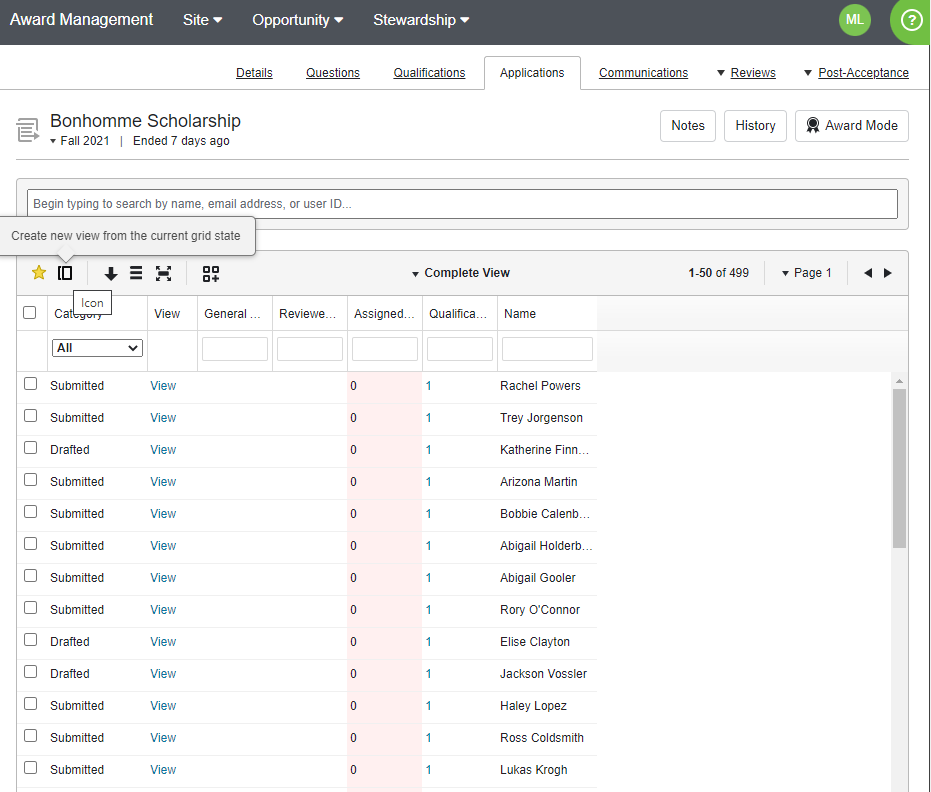 Award Management Site Opportunity Stewardship ML ?
Details Questions Qualifications Applications Communications Reviews Post-Acceptance
Bonhomme Scholarship
Fall 2021 | Ended 7 days ago
Notes History Award Mode
Begin typing to search by name, email address, or user ID...
Create new view from the current grid state
Complete View 1-50 of 499 Page 1
Icon
Category View General ... Reviewe... Assigned... Qualifica... Name
All
Submitted View 0 1 Rachel Powers
Submitted View 0 1 Trey Jorgenson
Drafted View 0 1 Katherine Finn...
Submitted View 0 1 Arizona Martin
Submitted View 0 1 Bobbie Calenb...
Submitted View 0 1 Abigail Holderb...
Submitted View 0 1 Abigail Gooler
Submitted View 0 1 Rory O'Connor
Drafted View 0 1 Elise Clayton
Drafted View 0 1 Jackson Vossler
Submitted View 0 1 Haley Lopez
Submitted View 0 1 Ross Coldsmith
Submitted View 0 1 Lukas Krogh